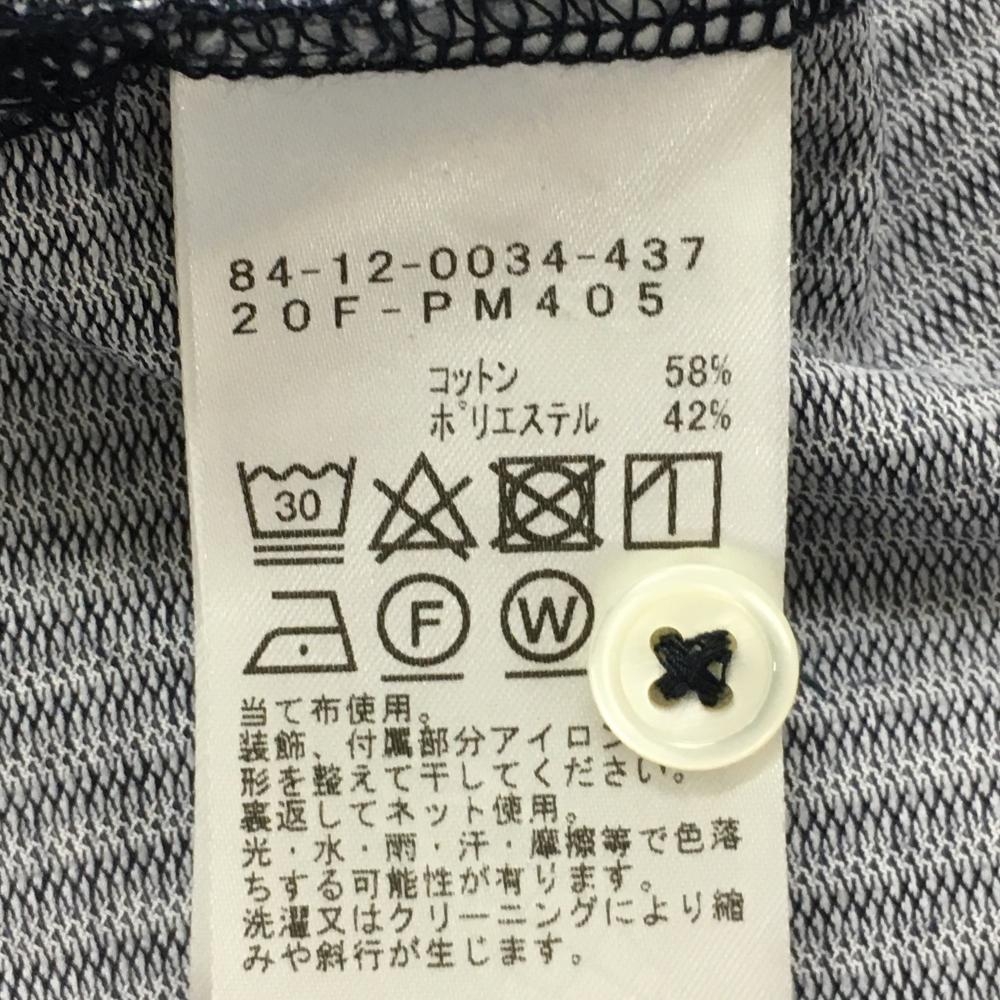 84-12-0034-437
20F-PM405
コットン 58%
ポリエステル 42%
30
F
W
当て布使用。
装飾、付属部分アイロ
形を整えて干してください。
裏返してネット使用。
光・水・雨・汗・摩擦等で色落
ちする可能性が有ります。
洗濯又はクリーニングにより縮
みや斜行が生じます。